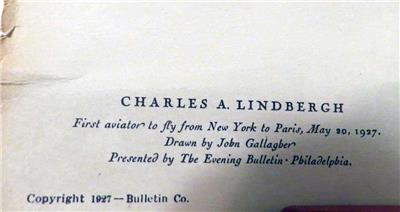 CHARLES A. LINDBERGH
First aviator to fly from New York to Paris, May 20, 1927.
Drawn by John Gallagher
Presented by The Evening Bulletin · Philadelphia.
Copyright 1927 — Bulletin Co.